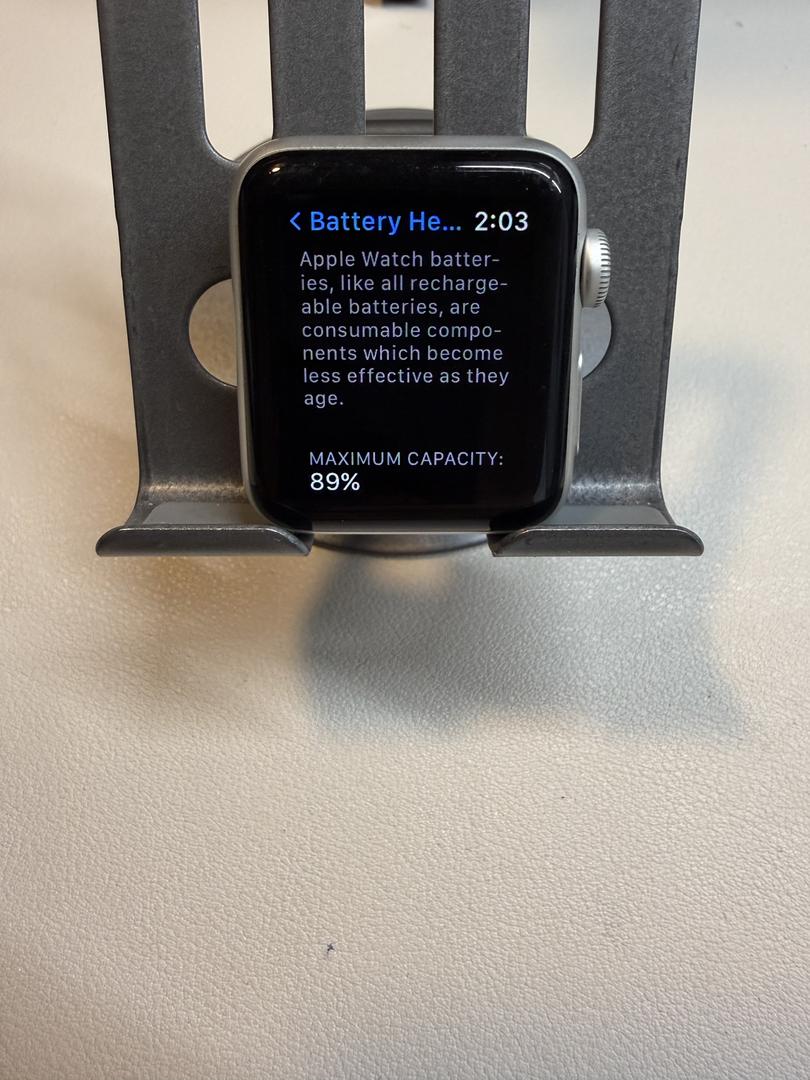 < Battery He... 2:03
Apple Watch batter-
ies, like all recharge-
able batteries, are
consumable compo-
nents which become
less effective as they
age.
MAXIMUM CAPACITY:
89%